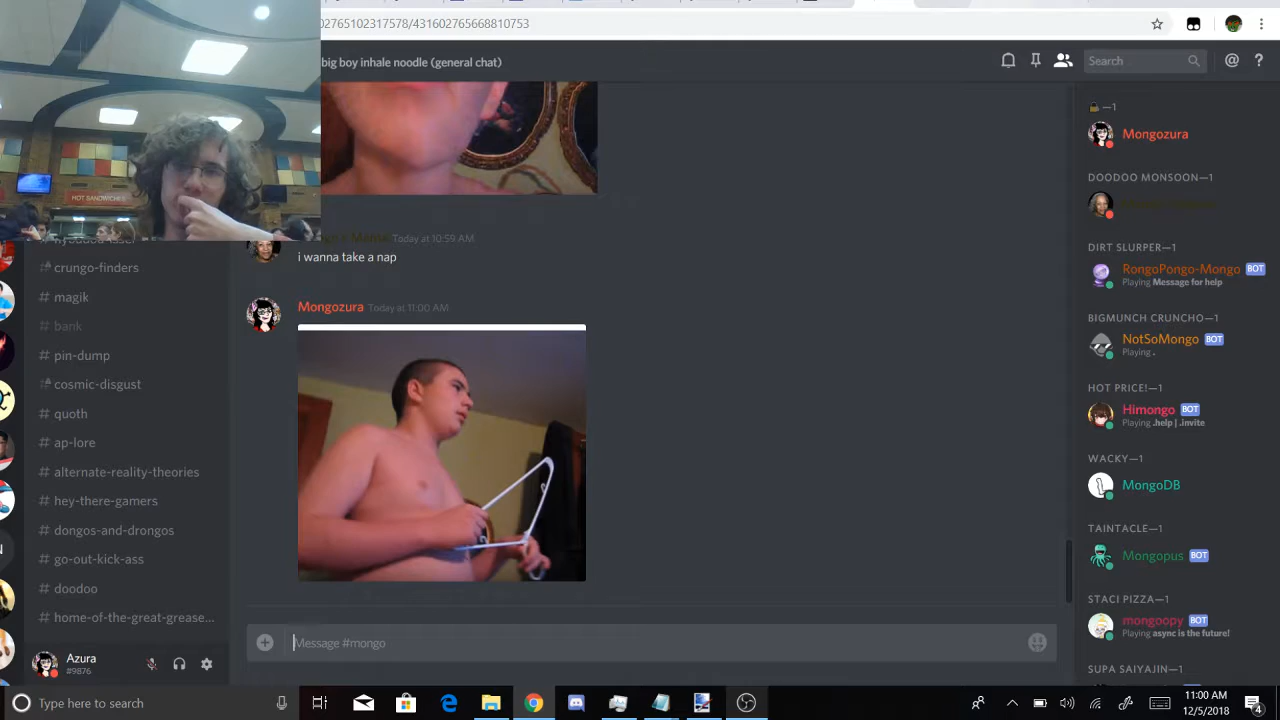 02765102317578/431602765668810753
big boy inhale noodle (general chat)
Search
HOT SANDWICHES
Today at 10:59 AM
i wanna take a nap
Mongozura Today at 11:00 AM
crungo-finders
magik
bank
pin-dump
cosmic-disgust
quoth
ap-lore
alternate-reality-theories
hey-there-gamers
dongos-and-drongos
go-out-kick-ass
doodoo
home-of-the-great-grease...
Azura
#9876
Message #mongo
—1
Mongozura
DOODOO MONSOON—1
DIRT SLURPER—1
RongoPongo-Mongo BOT
Playing Message for help
BIGMUNCH CRUNCHO—1
NotSoMongo BOT
Playing .
HOT PRICE!—1
Himongo BOT
Playing .help | .invite
WACKY—1
MongoDB
TAINTACLE—1
Mongopus BOT
STACI PIZZA—1
mongoopy BOT
Playing async is the future!
SUPA SAIYAJIN—1
Type here to search
11:00 AM
12/5/2018
4